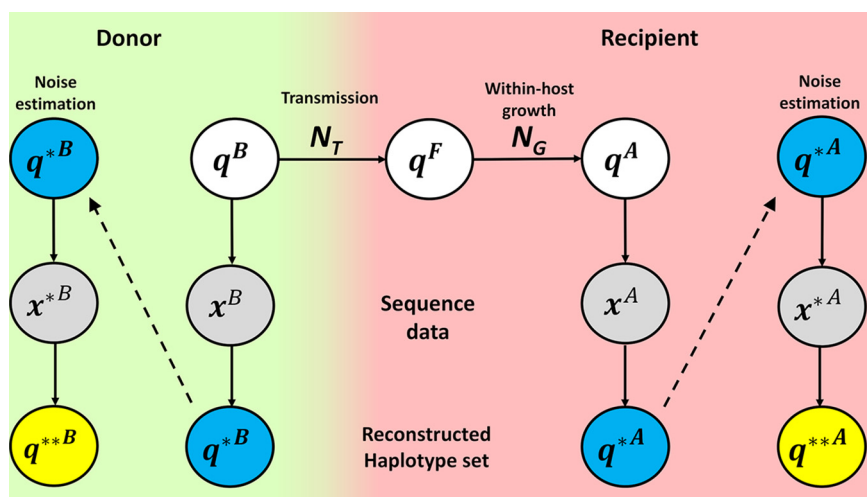 Donor
Recipient
Noise
estimation
Transmission
Within-host
growth
Noise
estimation
q*B
qB
NT
qF
NG
qA
q*A
x*B
xB
Sequence
data
xA
x*A
q**B
q*B
Reconstructed
Haplotype set
q*A
q**A